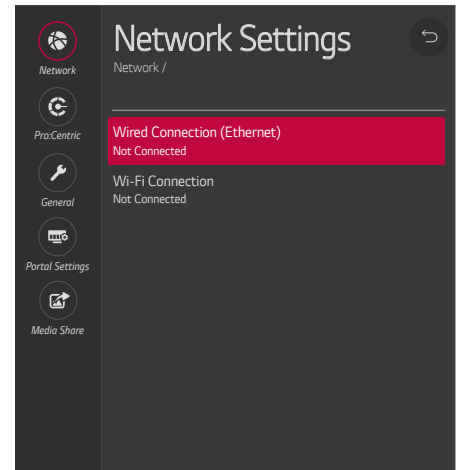 Network Settings
Network /
Network
Pro:Centric
General
Portal Settings
Media Share
Wired Connection (Ethernet)
Not Connected
Wi-Fi Connection
Not Connected